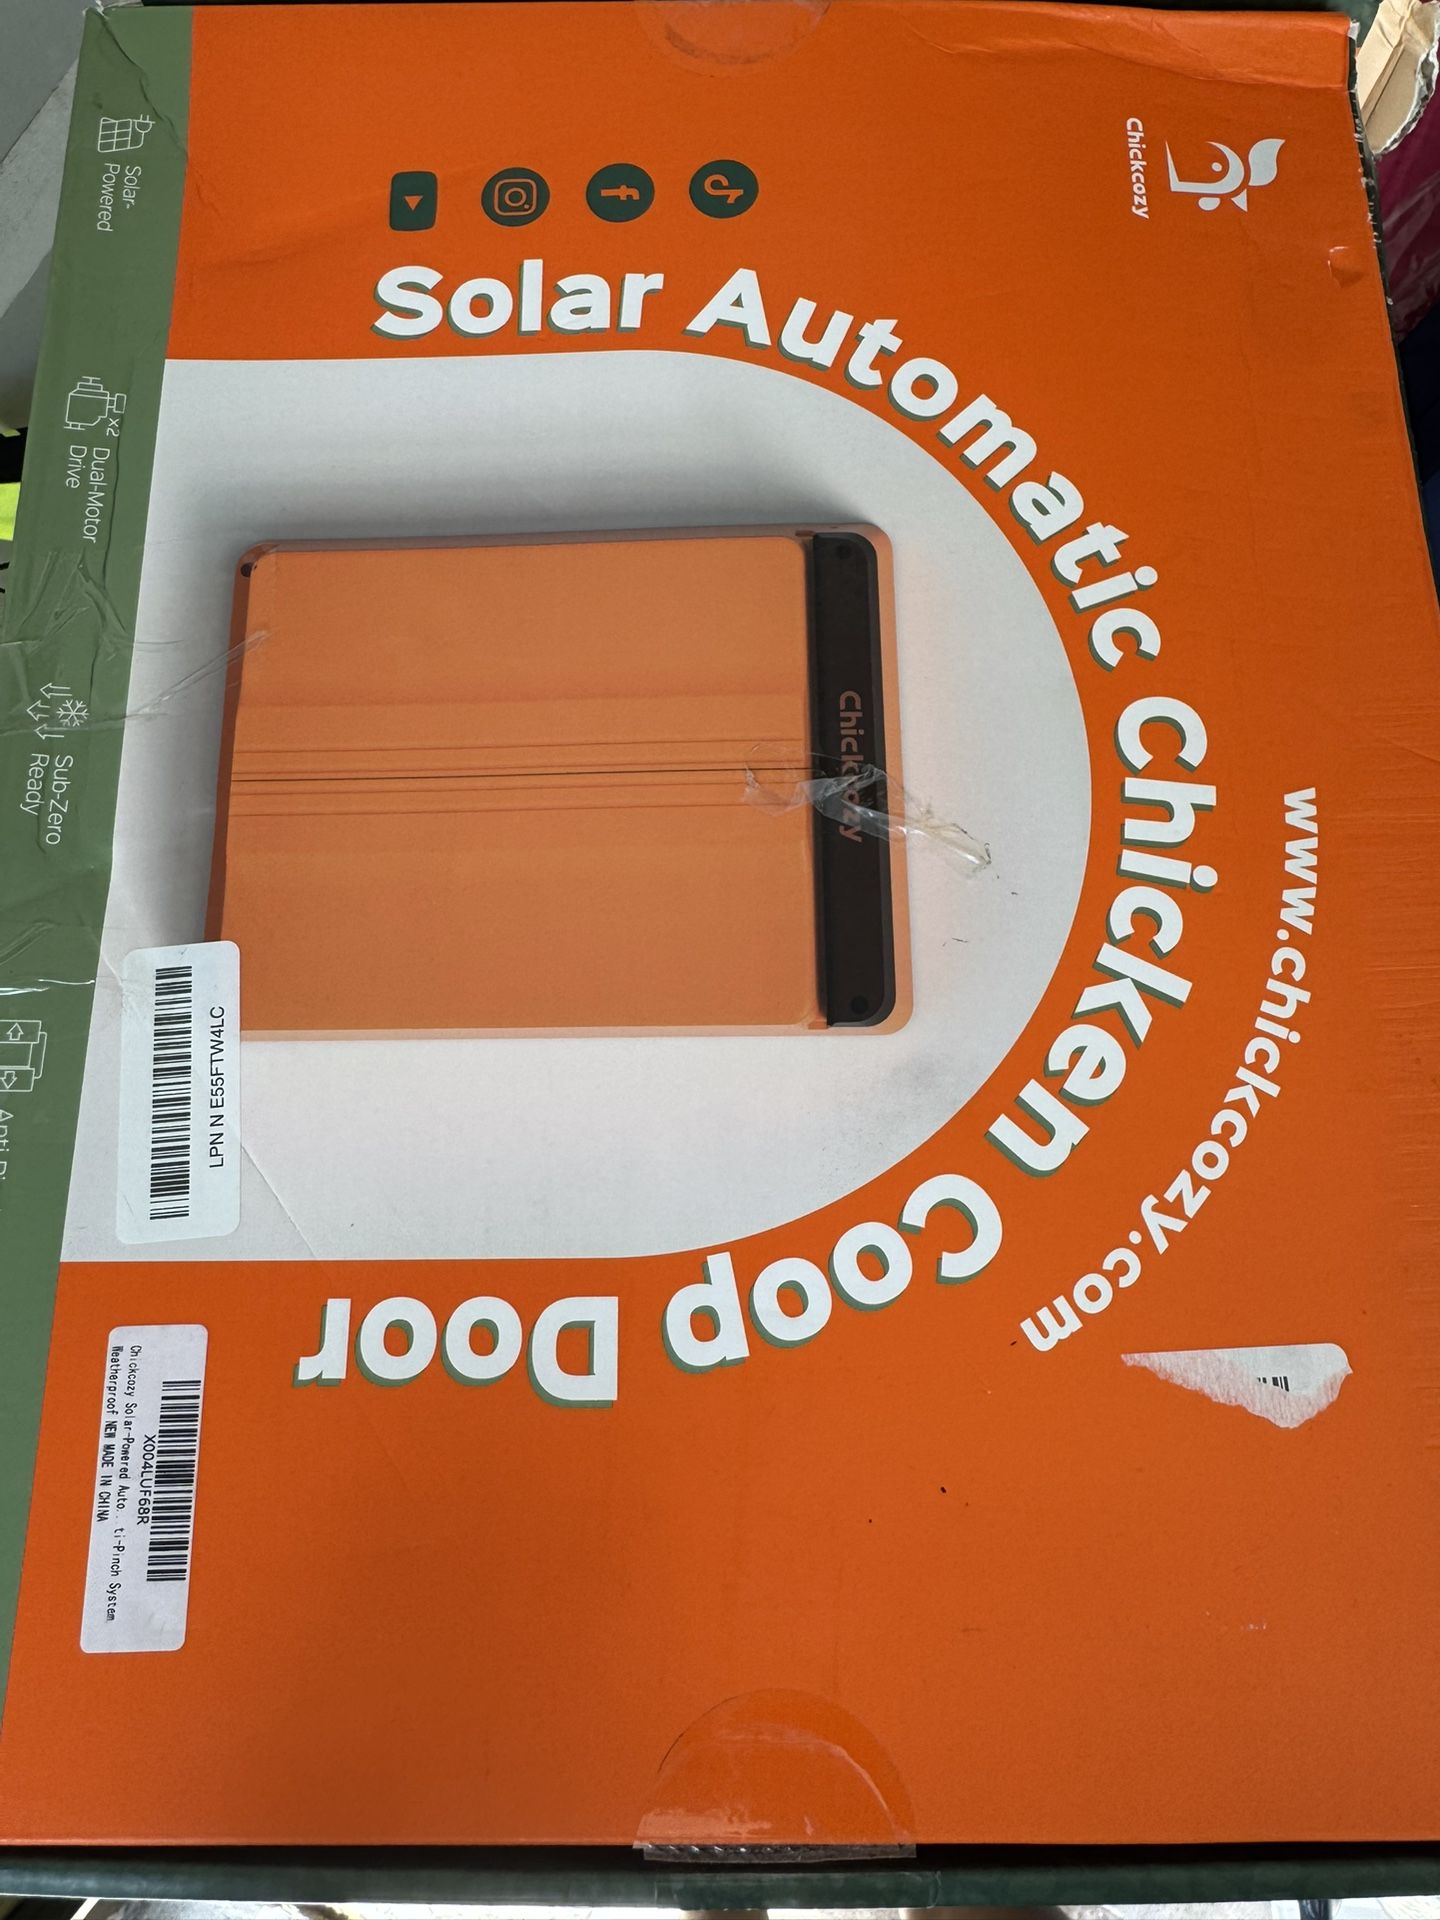 Chickcozy
www.chickcozy.com
Solar Automatic Chicken Coop Door
Chickcozy
Solar-
Powered
x2
Dual-Motor
Drive
Sub-Zero
Ready
LPN N E55FTW4LC
X004LUF68R
Chickcozy Solar-Powered Auto...ti-Pinch System
Weatherproof NEW MADE IN CHINA